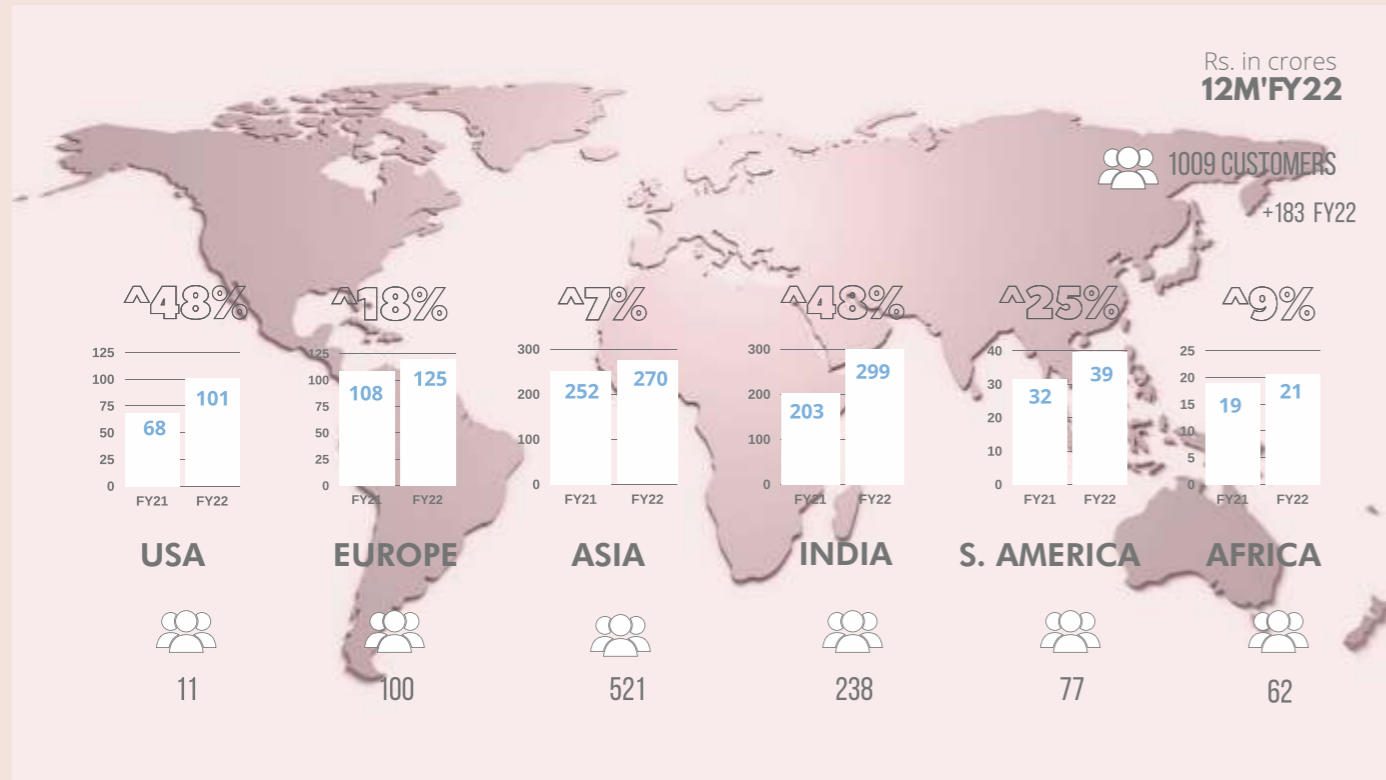 Rs. in crores
12M'FY22
1009 CUSTOMERS
+183 FY22
^48%
^18%
^7%
^48%
^25%
^9%
125
100
75
50
25
0
68
101
FY21
FY22
125
100
75
50
25
0
108
125
FY21
FY22
300
200
100
0
252
270
FY21
FY22
300
200
100
0
203
299
FY21
FY22
40
30
20
10
0
32
39
FY21
FY22
25
20
15
10
5
0
19
21
FY21
FY22
USA
EUROPE
ASIA
INDIA
S. AMERICA
AFRICA
11
100
521
238
77
62